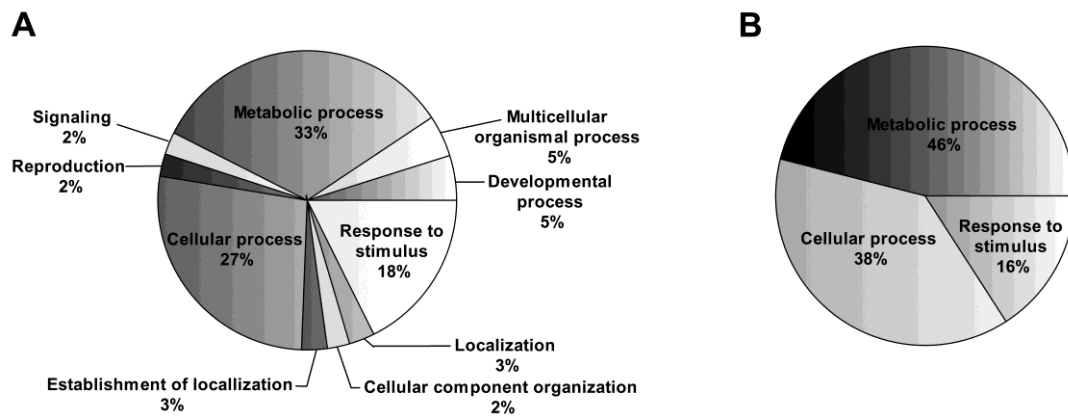 A
B
Metabolic process
33%
Signaling
2%
Reproduction
2%
Multicellular
organismal process
5%
Developmental
process
5%
Cellular process
27%
Response to
stimulus
18%
Localization
3%
Establishment of locallization
3%
Cellular component organization
2%
Metabolic process
46%
Cellular process
38%
Response to
stimulus
16%